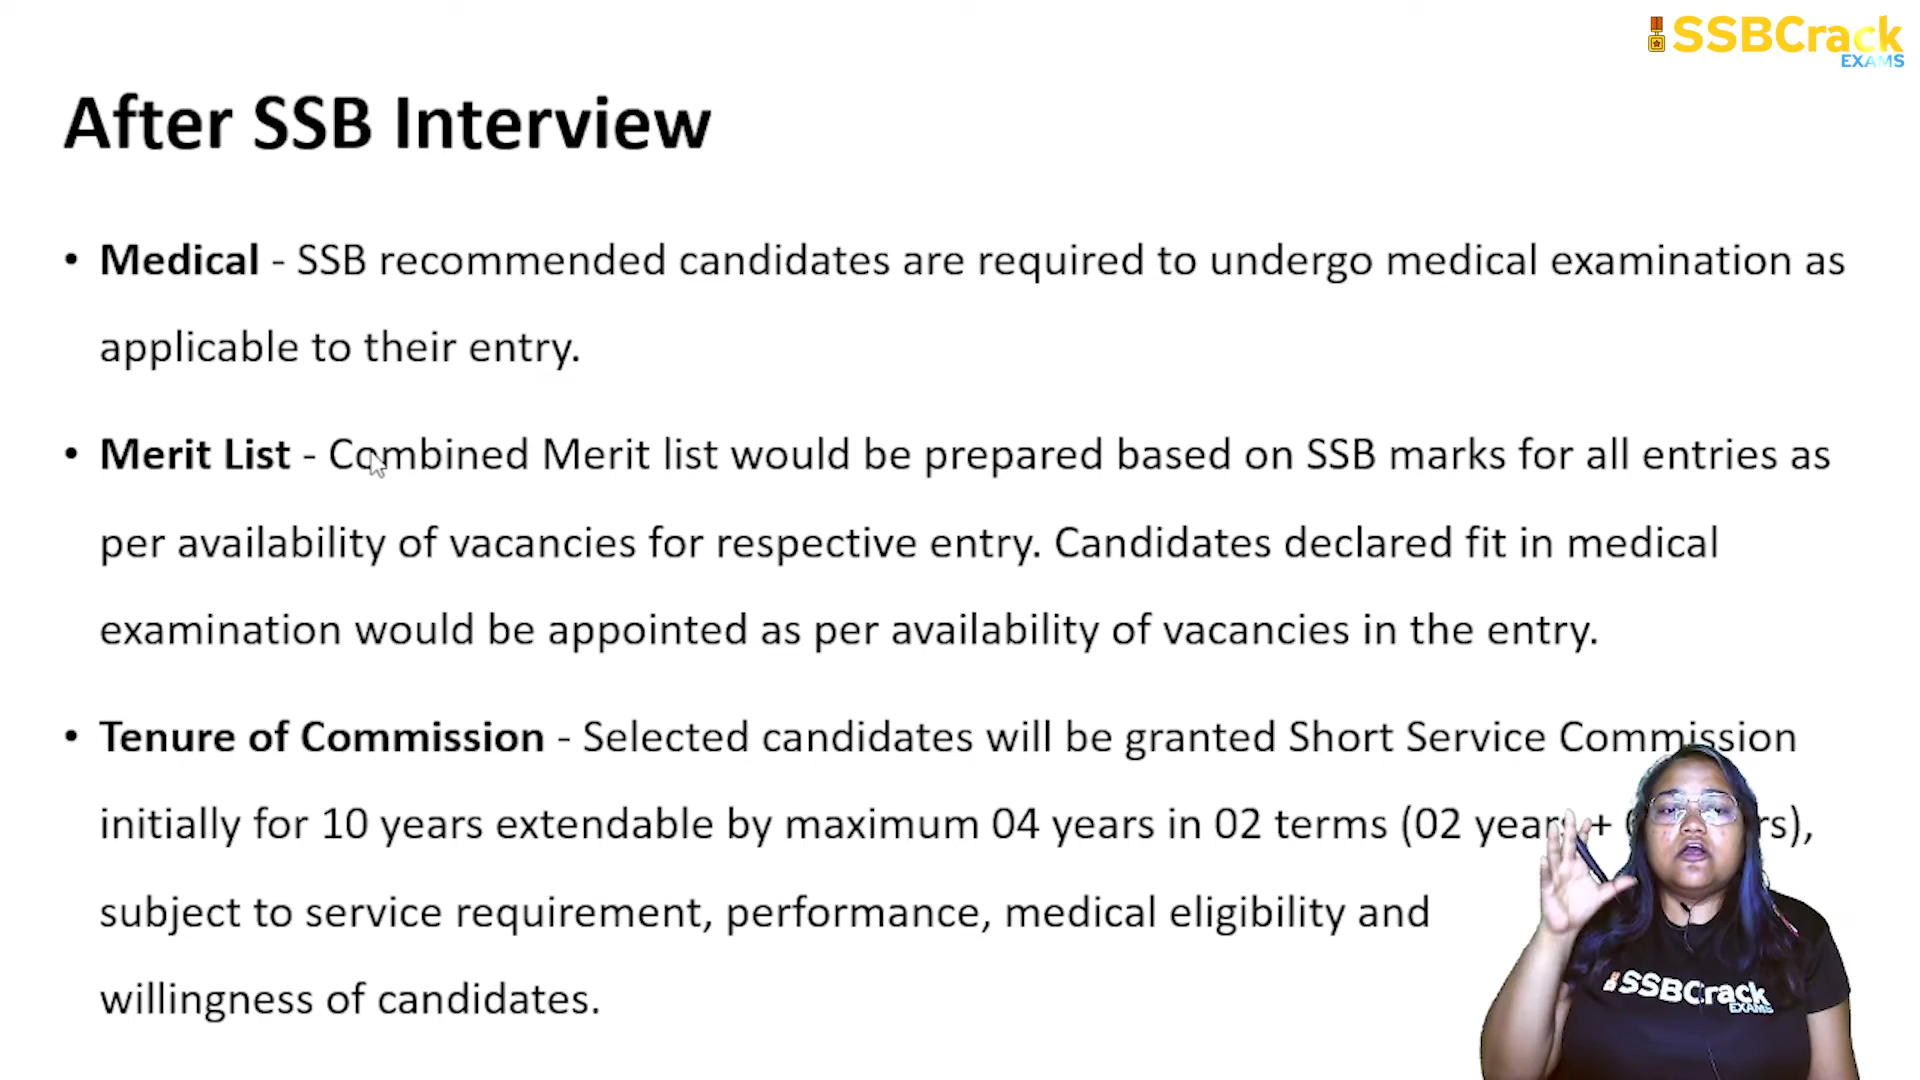 SSBCrack
EXAMS
After SSB Interview
• Medical - SSB recommended candidates are required to undergo medical examination as
applicable to their entry.
• Merit List - Combined Merit list would be prepared based on SSB marks for all entries as
per availability of vacancies for respective entry. Candidates declared fit in medical
examination would be appointed as per availability of vacancies in the entry.
• Tenure of Commission - Selected candidates will be granted Short Service Commission
initially for 10 years extendable by maximum 04 years in 02 terms (02 years +
subject to service requirement, performance, medical eligibility and
willingness of candidates.
SSBCrack
EXAMS